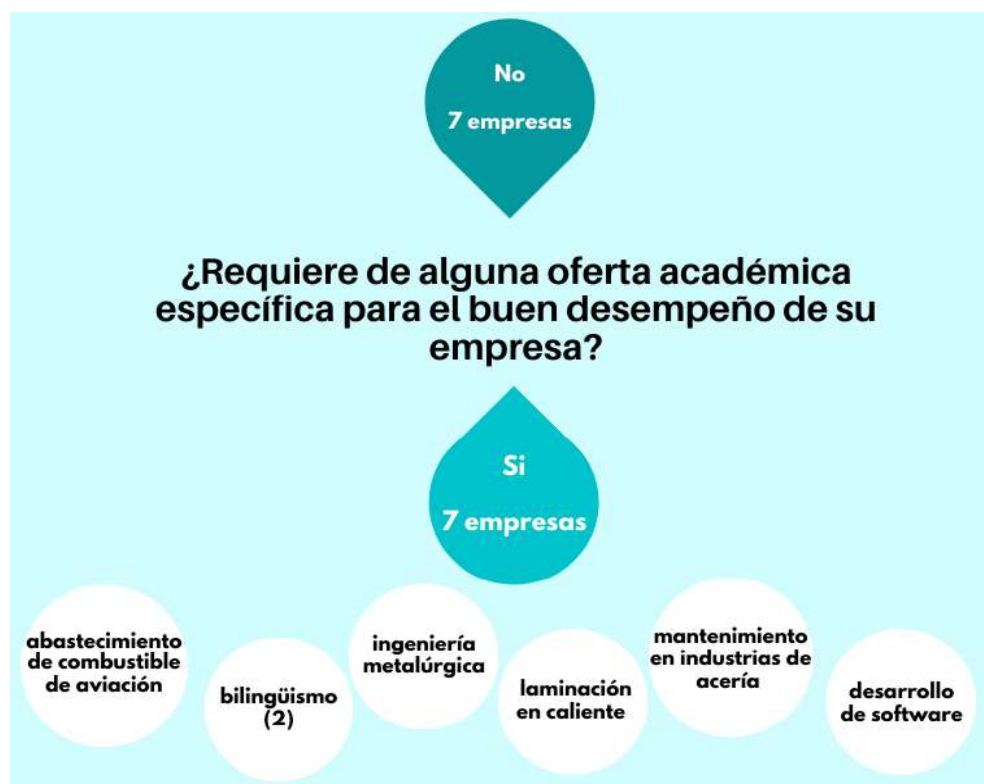 No
7 empresas
¿Requiere de alguna oferta académica
específica para el buen desempeño de su
empresa?
Si
7 empresas
abastecimiento
de combustible
de aviación
bilingüismo
(2)
ingeniería
metalúrgica
laminación
en caliente
mantenimiento
en industrias de
acería
desarrollo
de software